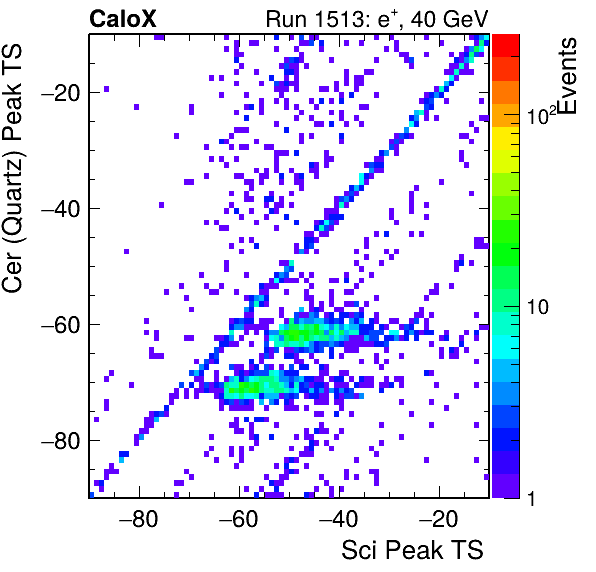 CaloX Run 1513: e+, 40 GeV
Cer (Quartz) Peak TS
−20
−40
−60
−80
−80 −60 −40 −20
Sci Peak TS
Events
10²
10
1